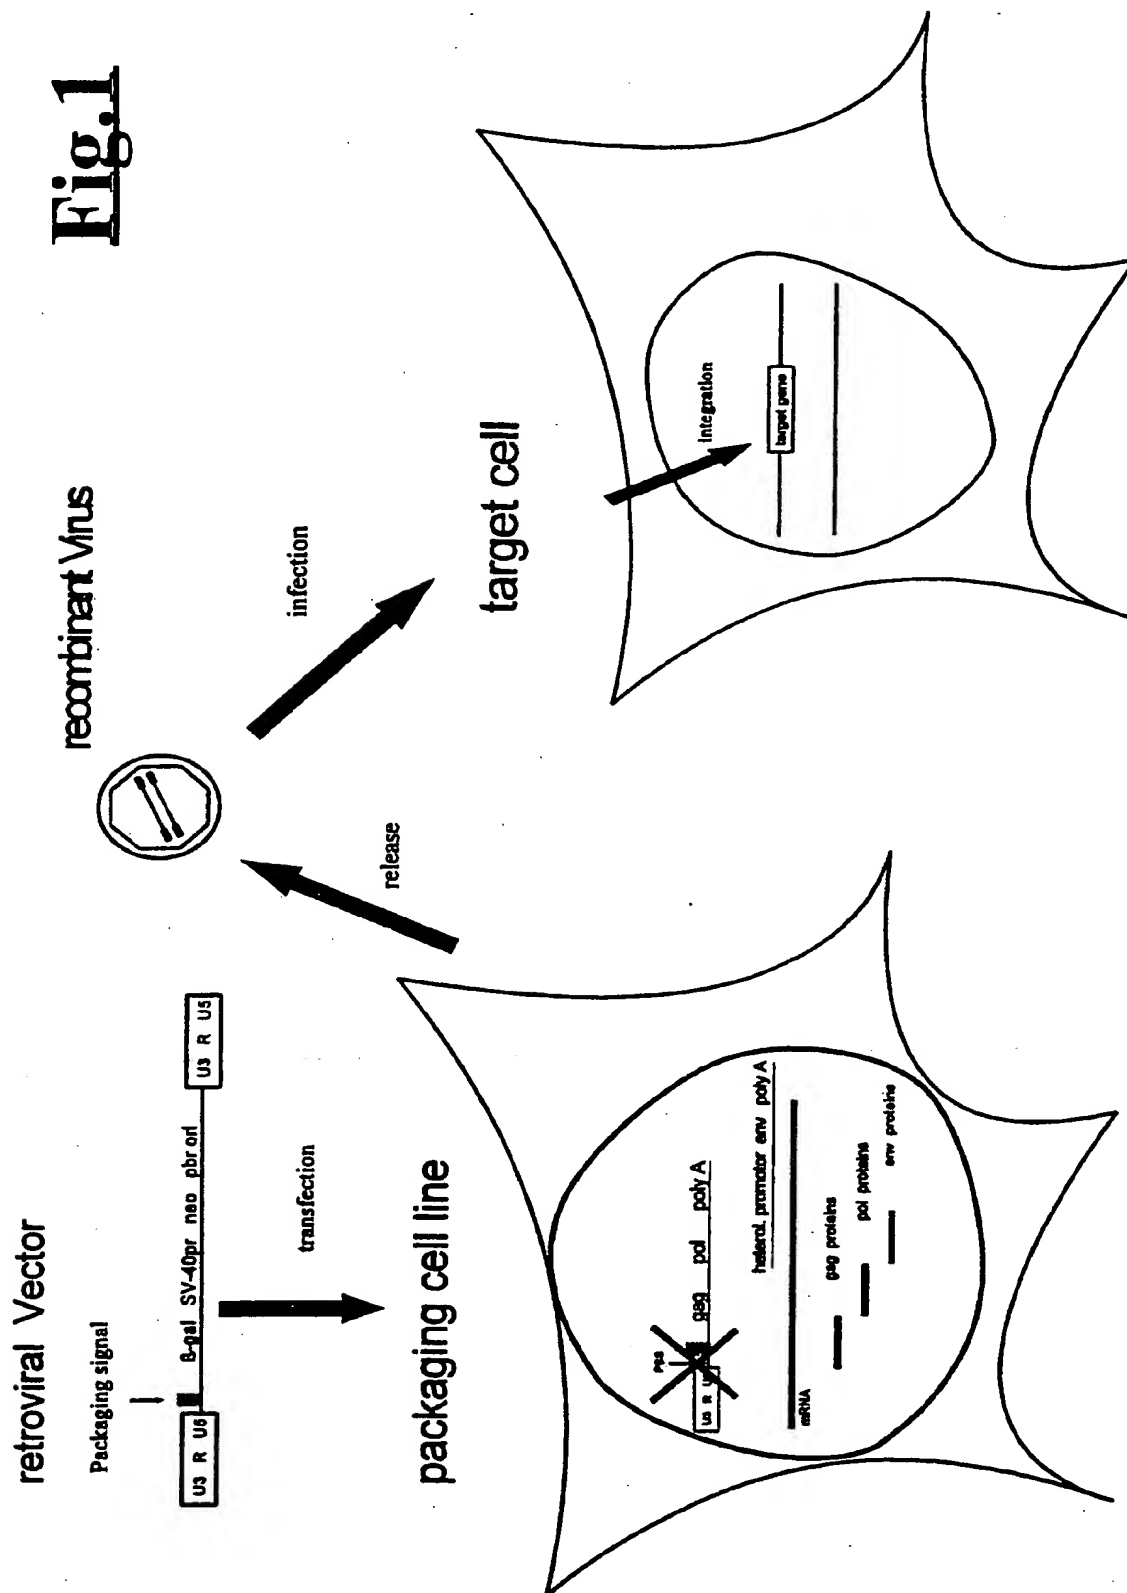 Fig.1
retroviral Vector
Packaging signal
U3 R U5
ß-gal SV-40pr neo pbr ori
U3 R U5
transfection
packaging cell line
release
recombinant Virus
infection
target cell
integration
target gene
U3 R
gag pol poly A
heterol. promotor env poly A
mRNA
gag proteins
pol proteins
env proteins